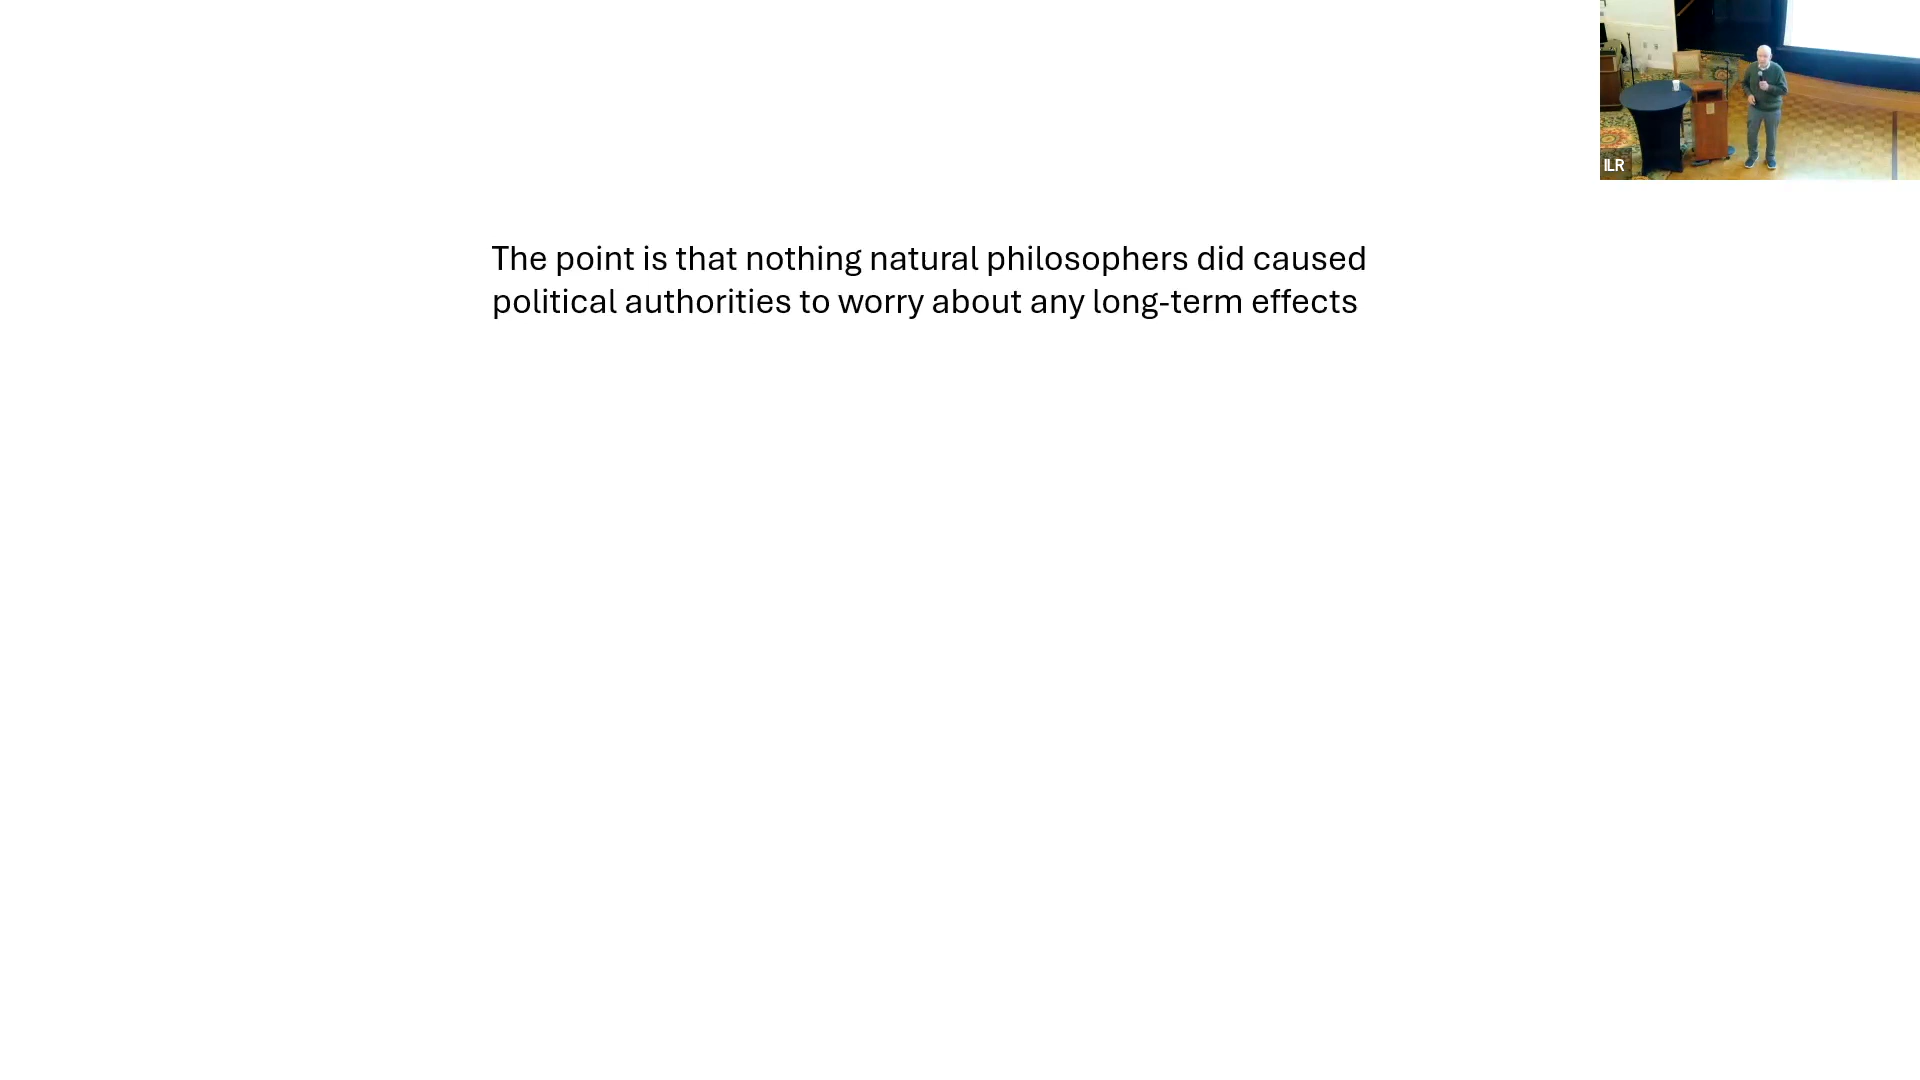 The point is that nothing natural philosophers did caused
political authorities to worry about any long-term effects
ILR